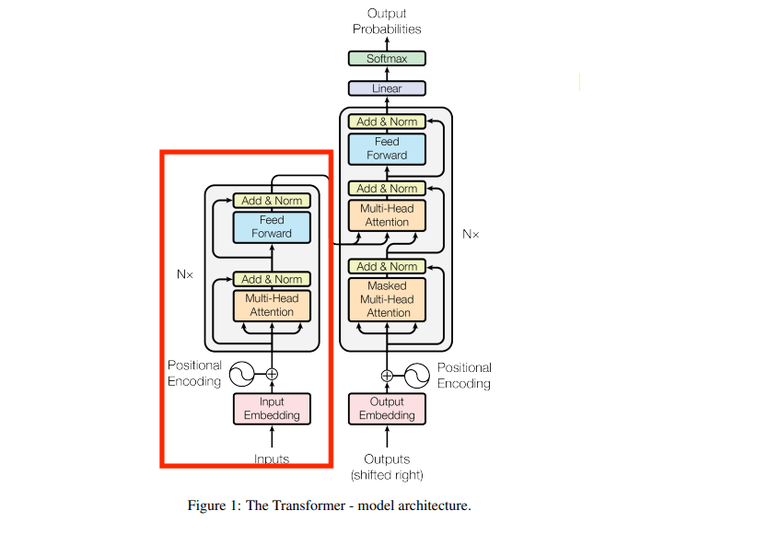 Output
Probabilities
Softmax
Linear
Add & Norm
Feed
Forward
Add & Norm
Multi-Head
Attention
Nx
Add & Norm
Masked
Multi-Head
Attention
Add & Norm
Feed
Forward
Nx
Add & Norm
Multi-Head
Attention
Positional
Encoding
Input
Embedding
Inputs
Positional
Encoding
Output
Embedding
Outputs
(shifted right)
Figure 1: The Transformer - model architecture.